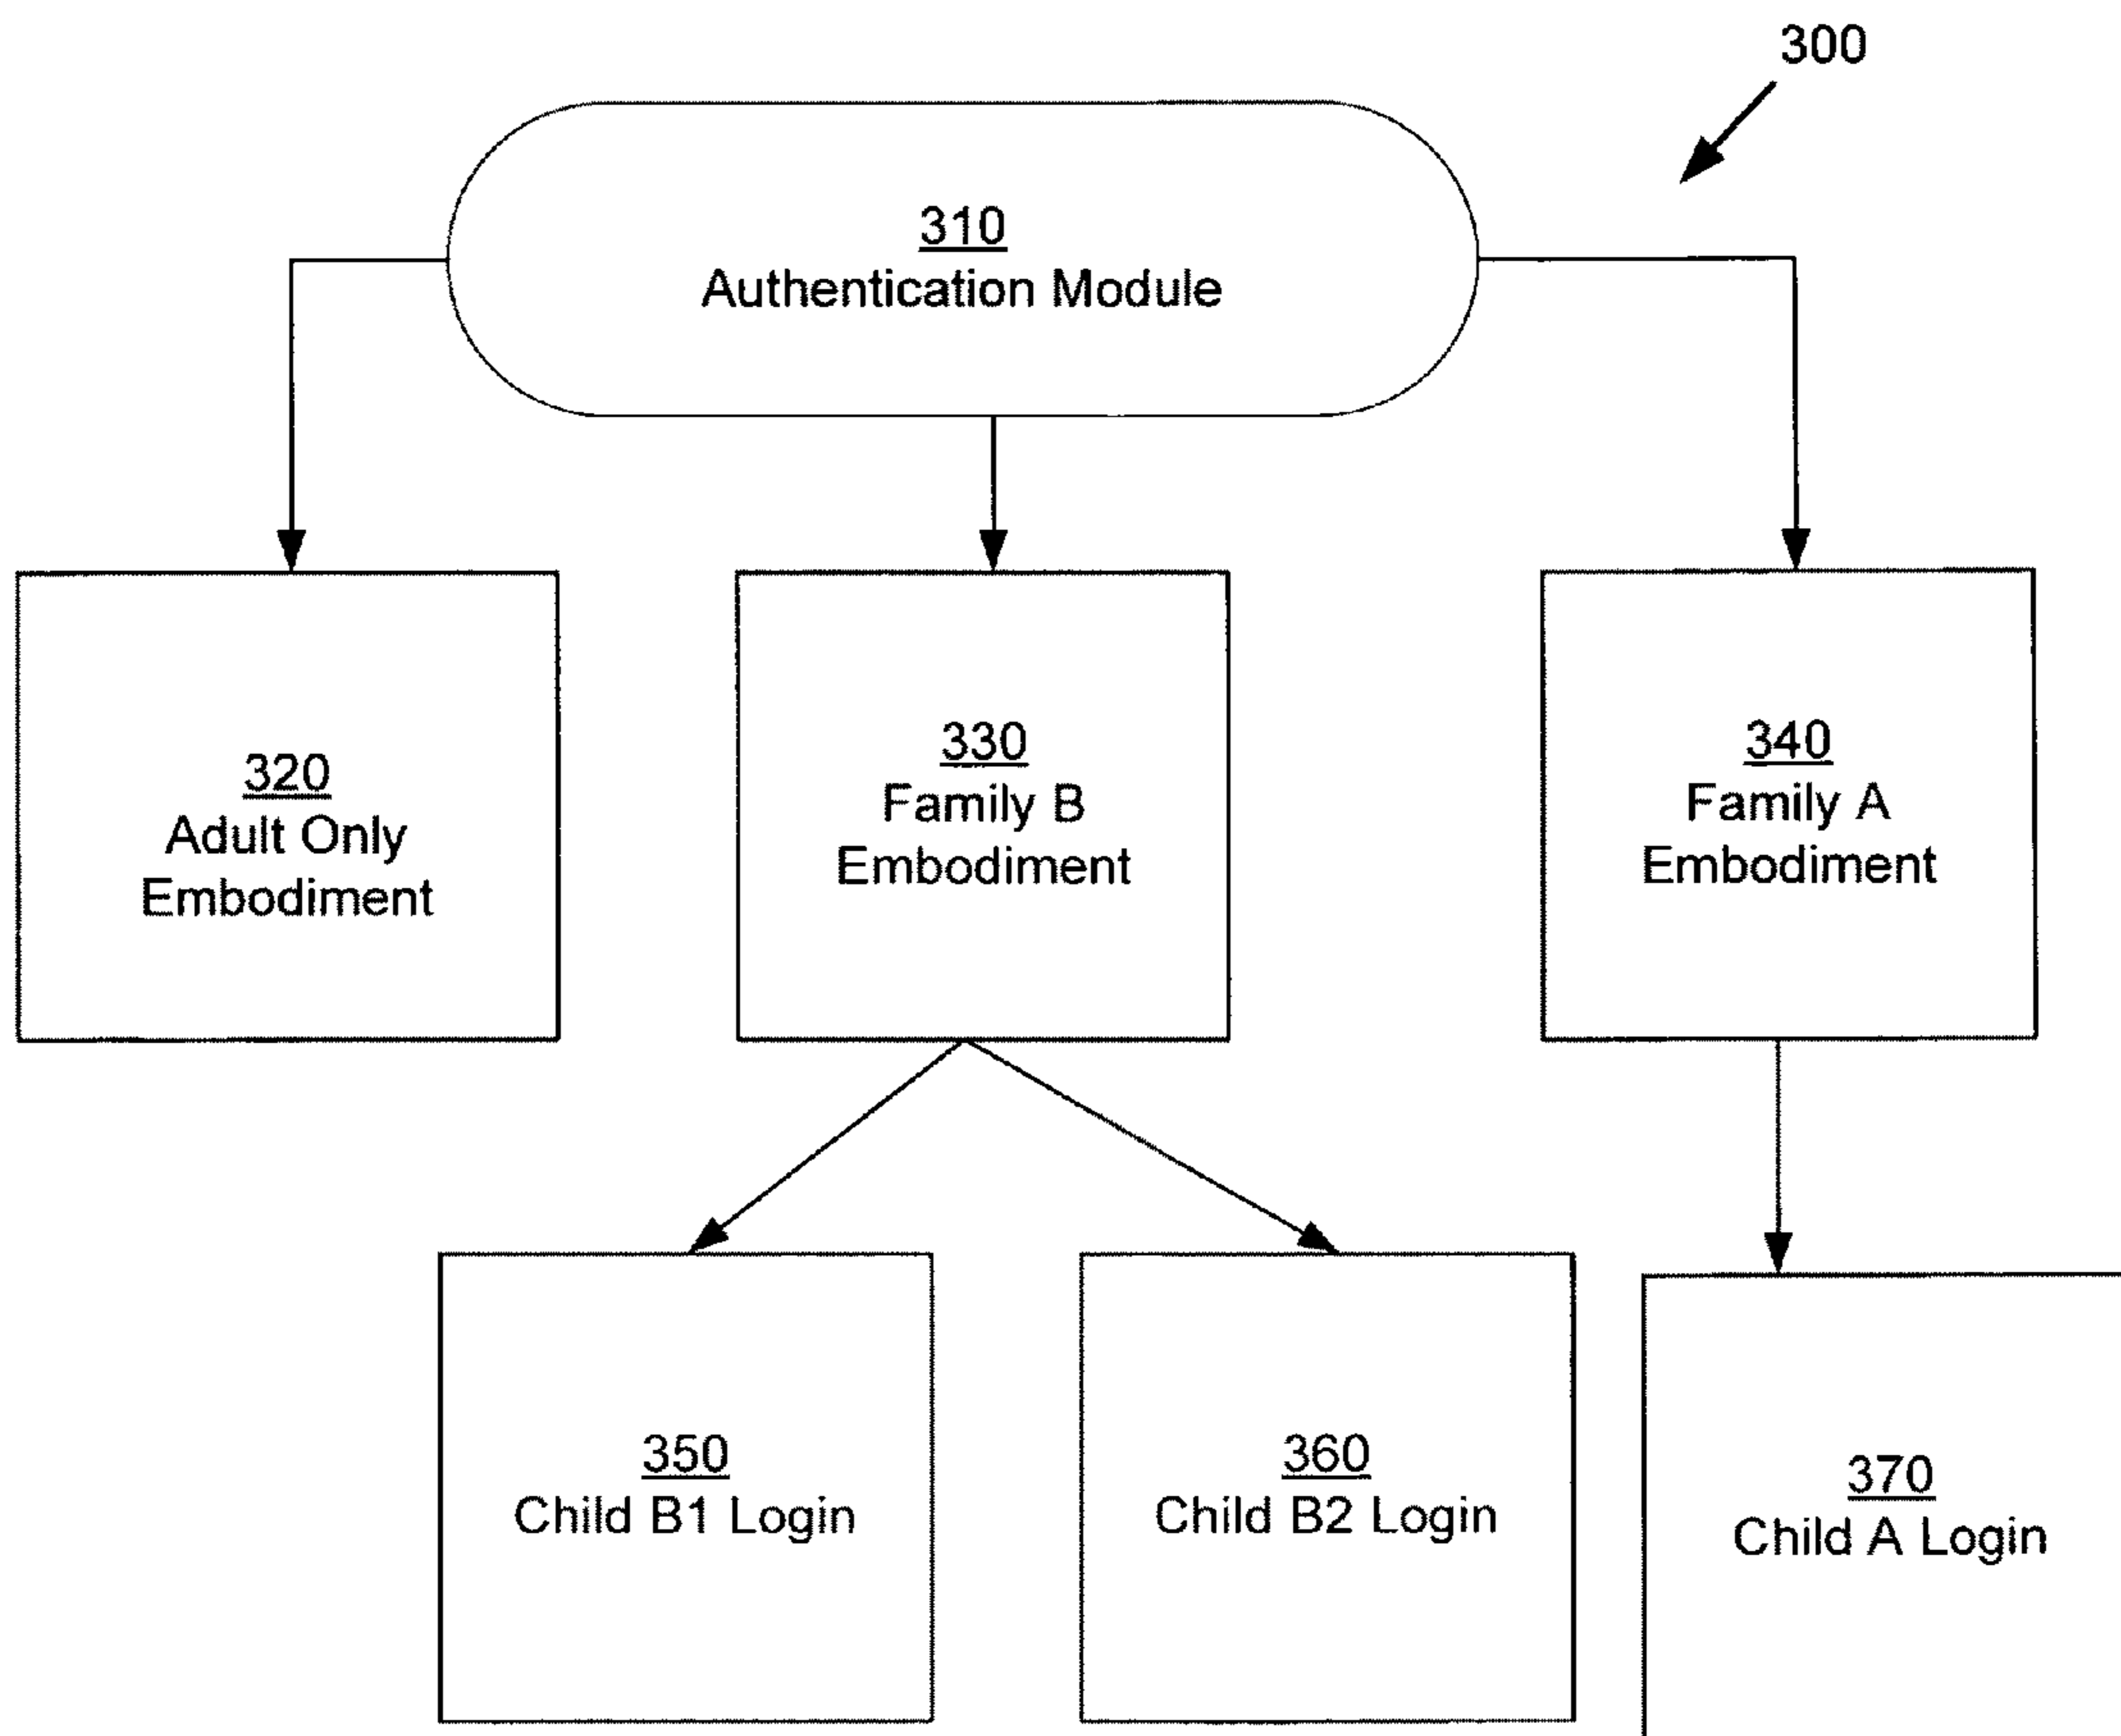 300
310
Authentication Module
320
Adult Only
Embodiment
330
Family B
Embodiment
340
Family A
Embodiment
350
Child B1 Login
360
Child B2 Login
370
Child A Login